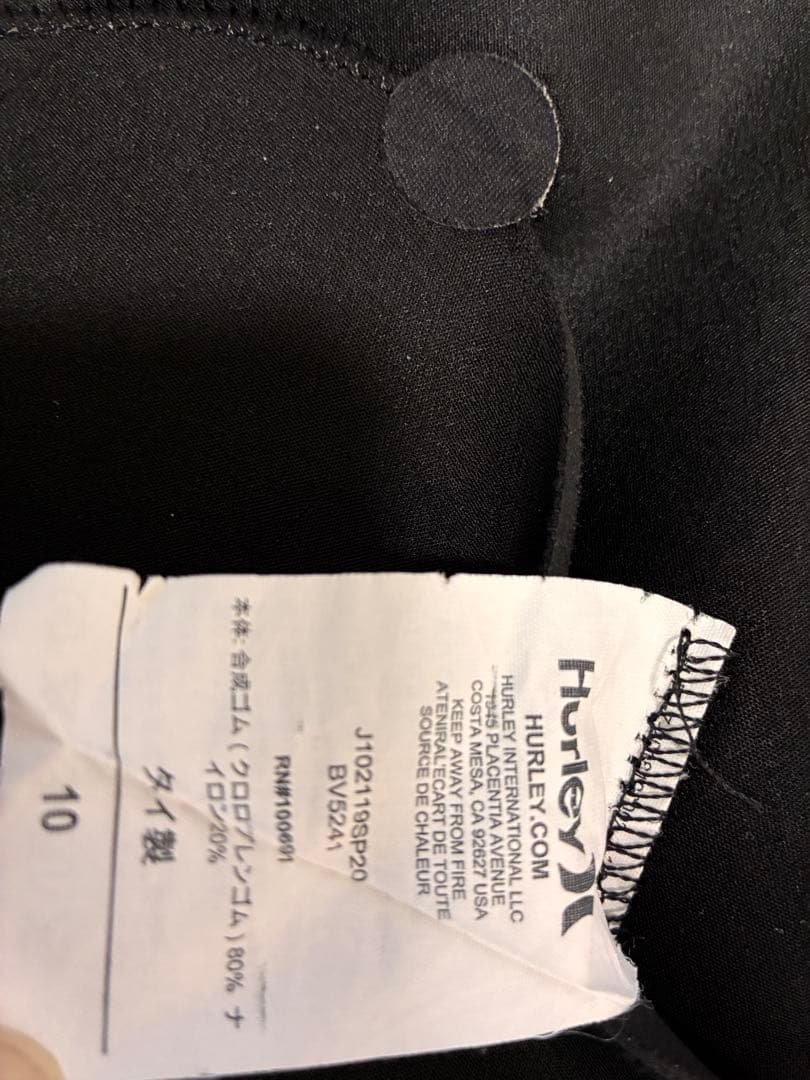 Hurley
HURLEY.COM
HURLEY INTERNATIONAL LLC
1945 PLACENTIA AVENUE
COSTA MESA, CA 92627 USA
KEEP AWAY FROM FIRE
ATENIRAL'ECART DE TOUTE
SOURCE DE CHALEUR
J102119SP20
BV5241
RN#100691
本体: 合成ゴム ( クロロプレンゴム ) 80% ナ
イロン20%
タイ製
10